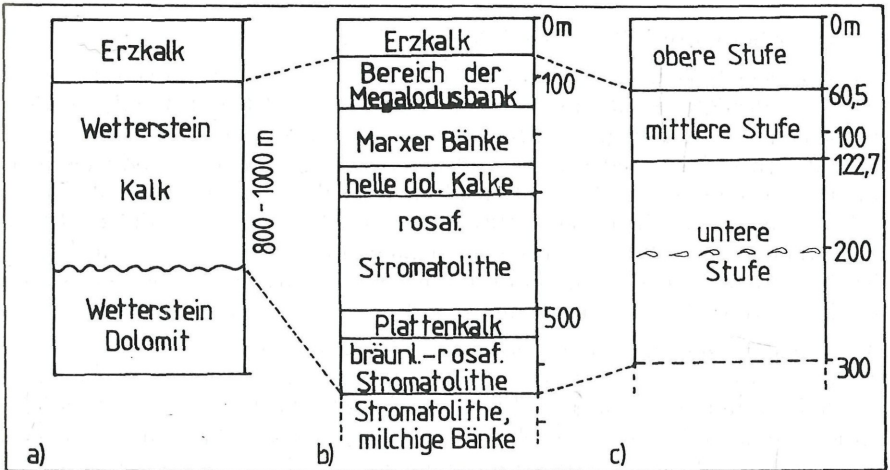 Erzkalk
Wetterstein
Kalk
Wetterstein
Dolomit
800-1000 m
a)
Erzkalk
Bereich der
Megalodusbank
Marxer Bänke
helle dol. Kalke
rosaf.
Stromatolithe
Plattenkalk
bräunl.-rosaf.
Stromatolithe
Stromatolithe,
milchige Bänke
0m
100
500
b)
obere Stufe
mittlere Stufe
untere
Stufe
0m
60,5
100
122,7
200
300
c)